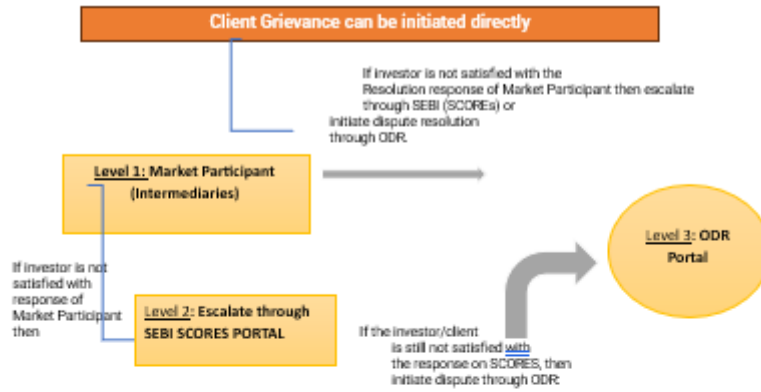 Client Grievance can be initiated directly
If investor is not satisfied with the
Resolution response of Market Participant then escalate
through SEBI (SCOREs) or
initiate dispute resolution
through ODR.
Level 1: Market Participant
(Intermediaries)
Level 3: ODR
Portal
If investor is not
satisfied with
response of
Market Participant
then
Level 2: Escalate through
SEBI SCORES PORTAL
If the investor/client
is still not satisfied with
the response on SCORES, then
initiate dispute through ODR: